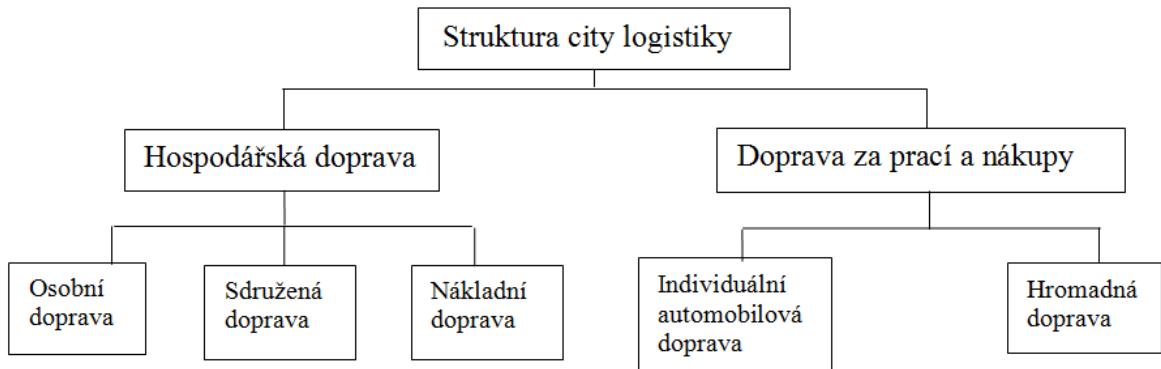 Struktura city logistiky
Hospodářská doprava
Doprava za prací a nákupy
Osobní
doprava
Sdružená
doprava
Nákladní
doprava
Individuální
automobilová
doprava
Hromadná
doprava